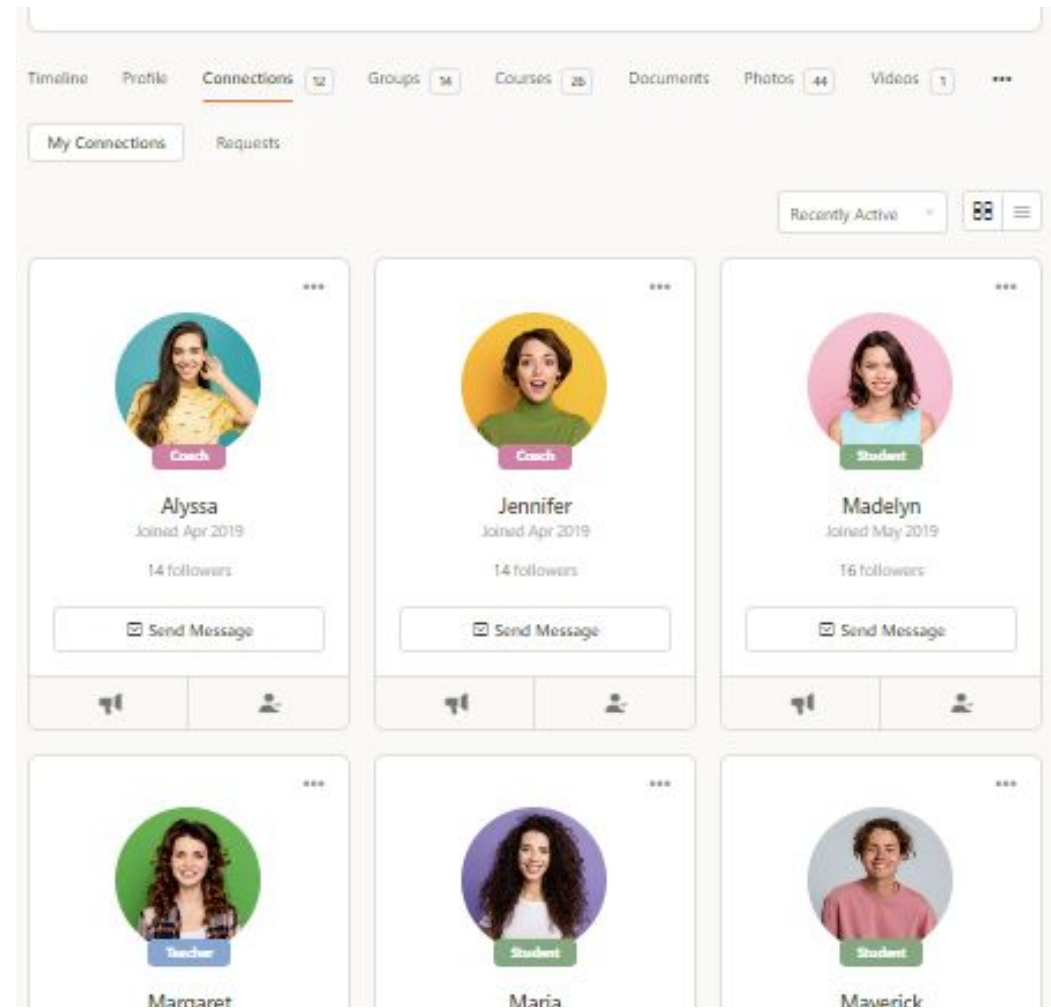 Timeline Profile Connections 12 Groups 14 Courses 26 Documents Photos 44 Videos 1
My Connections Requests
Recently Active
Coach Coach Student
Alyssa Jennifer Madelyn
Joined Apr 2019 Joined Apr 2019 Joined May 2019
14 followers 14 followers 16 followers
Send Message Send Message Send Message
Teacher Student Student
Margaret Maria Maverick